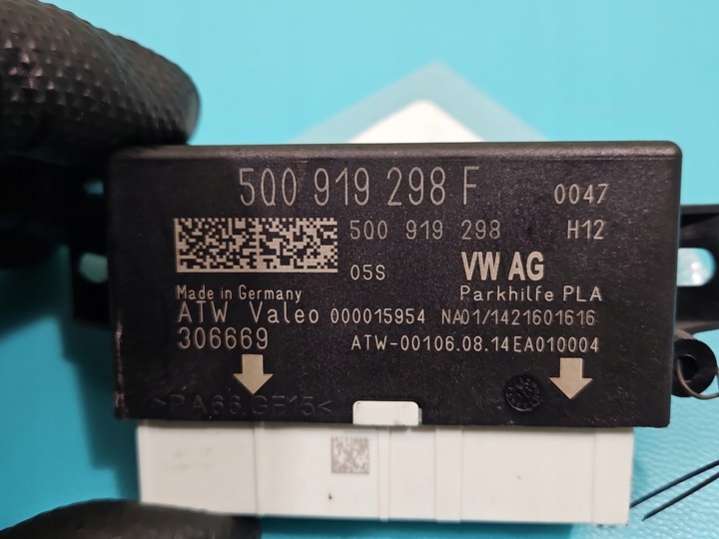 5Q0 919 298 F 0047
5Q0 919 298 H12
05S VW AG
Made in Germany Parkhilfe PLA
ATW Valeo 000015954 NA01/1421601616
306669 ATW-00106.08.14EA010004
>PA66.GF15<